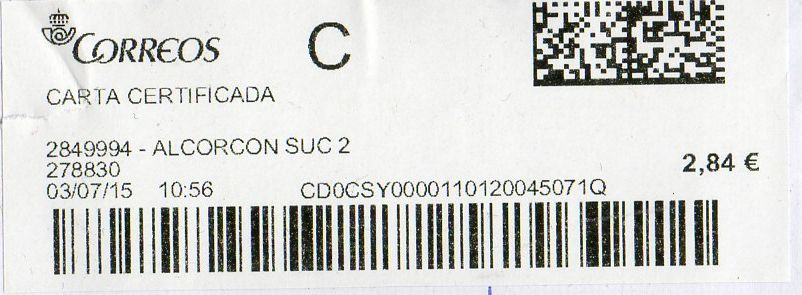 CORREOS
C
CARTA CERTIFICADA
2849994 - ALCORCON SUC 2
278830
2,84 €
03/07/15 10:56 CD0CSY0000110120045071Q